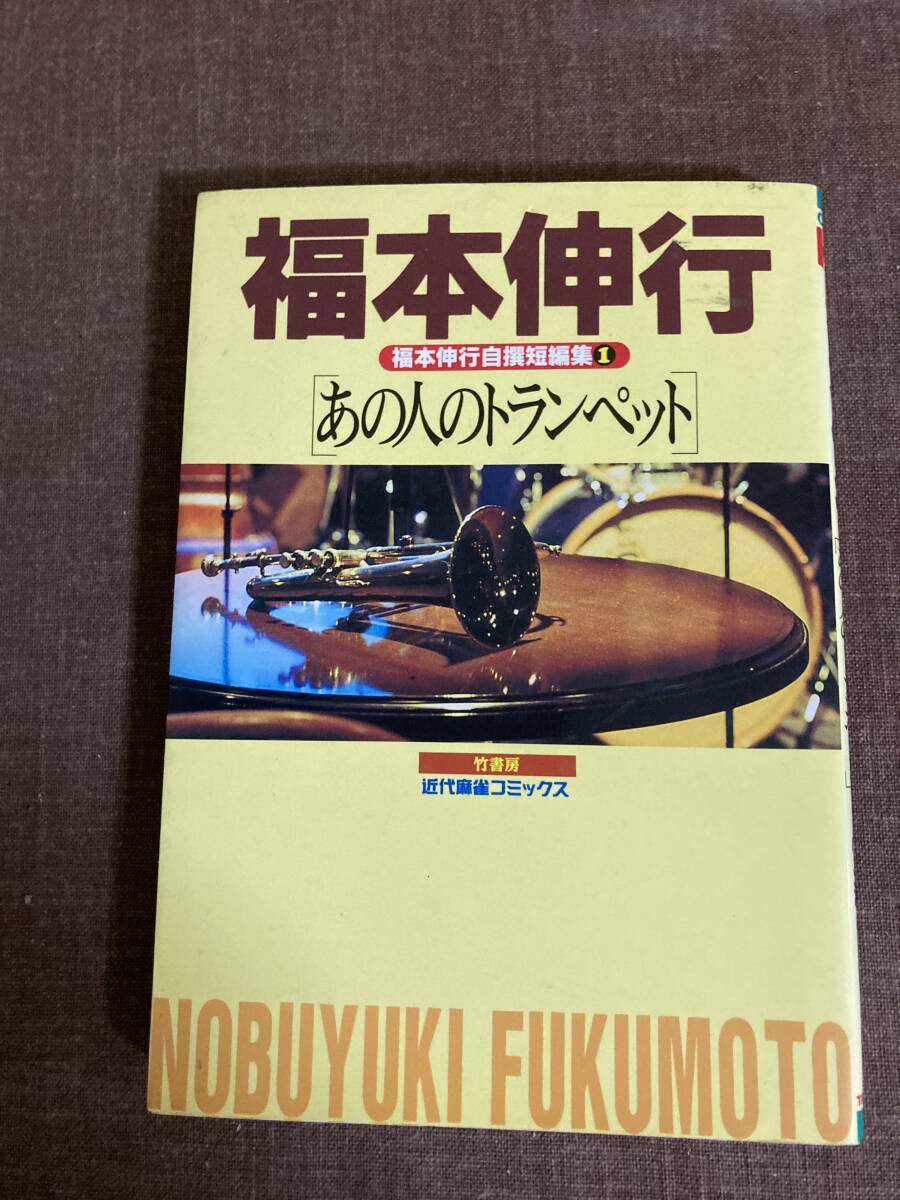 福本伸行
福本伸行自撰短編集❶
[あの人のトランペット]
竹書房
近代麻雀コミックス
NOBUYUKI FUKUMOTO